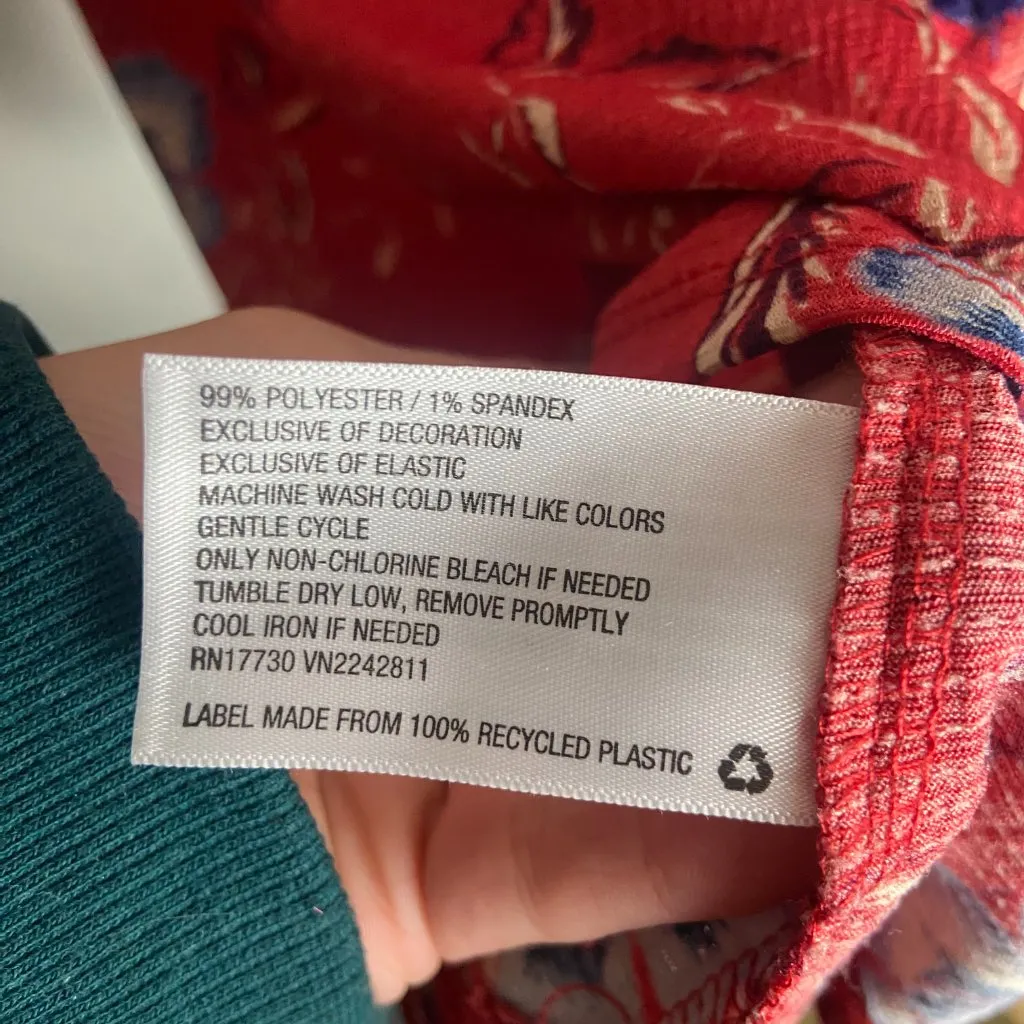 99% POLYESTER / 1% SPANDEX
EXCLUSIVE OF DECORATION
EXCLUSIVE OF ELASTIC
MACHINE WASH COLD WITH LIKE COLORS
GENTLE CYCLE
ONLY NON-CHLORINE BLEACH IF NEEDED
TUMBLE DRY LOW, REMOVE PROMPTLY
COOL IRON IF NEEDED
RN17730 VN2242811
LABEL MADE FROM 100% RECYCLED PLASTIC